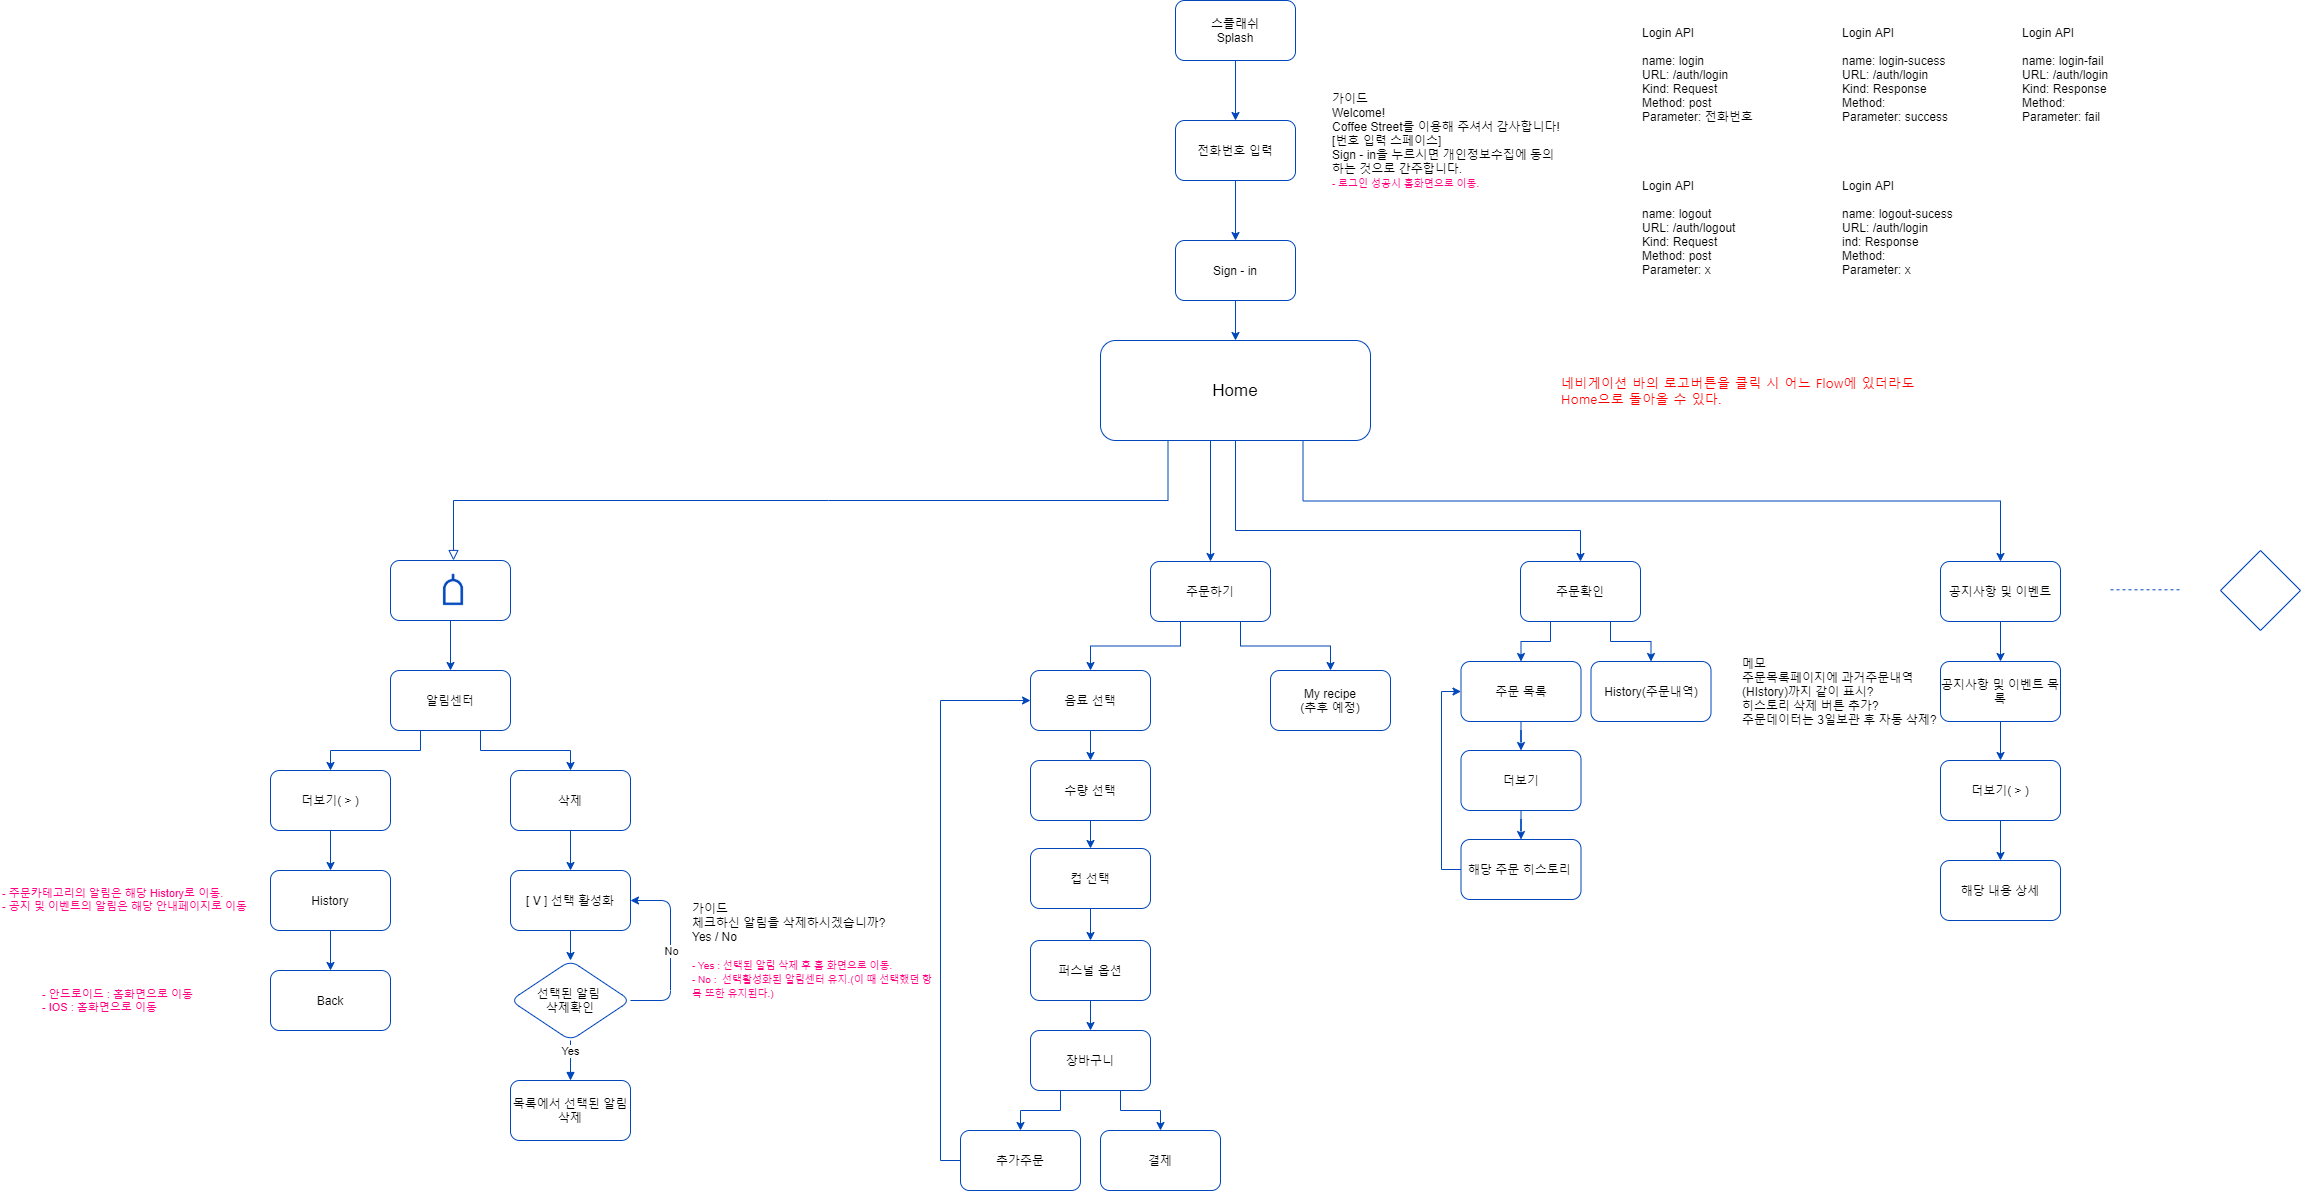 스플래쉬
Splash
전화번호 입력
Sign - in
Home
가이드
Welcome!
Coffee Street를 이용해 주셔서 감사합니다!
[번호 입력 스페이스]
Sign - in을 누르시면 개인정보수집에 동의
하는 것으로 간주합니다.
- 로그인 성공시 홈화면으로 이동.
Login API
name: login
URL: /auth/login
Kind: Request
Method: post
Parameter: 전화번호
Login API
name: login-sucess
URL: /auth/login
Kind: Response
Method:
Parameter: success
Login API
name: login-fail
URL: /auth/login
Kind: Response
Method:
Parameter: fail
Login API
name: logout
URL: /auth/logout
Kind: Request
Method: post
Parameter: x
Login API
name: logout-sucess
URL: /auth/login
ind: Response
Method:
Parameter: x
네비게이션 바의 로고버튼을 클릭 시 어느 Flow에 있더라도
Home으로 돌아올 수 있다.
알림센터
더보기( > )
삭제
History
[ V ] 선택 활성화
- 주문카테고리의 알림은 해당 History로 이동.
- 공지 및 이벤트의 알림은 해당 안내페이지로 이동
Back
- 안드로이드 : 홈화면으로 이동
- IOS : 홈화면으로 이동
선택된 알림
삭제확인
No
Yes
목록에서 선택된 알림
삭제
가이드
체크하신 알림을 삭제하시겠습니까?
Yes / No
- Yes : 선택된 알림 삭제 후 홈 화면으로 이동.
- No : 선택활성화된 알림센터 유지.(이 때 선택했던 항
목 또한 유지된다.)
주문하기
음료 선택
My recipe
(추후 예정)
수량 선택
컵 선택
퍼스널 옵션
장바구니
추가주문
결제
주문확인
주문 목록
History(주문내역)
더보기
해당 주문 히스토리
메모
주문목록페이지에 과거주문내역
(HIstory)까지 같이 표시?
히스토리 삭제 버튼 추가?
주문데이터는 3일보관 후 자동 삭제?
공지사항 및 이벤트
공지사항 및 이벤트 목
록
더보기( > )
해당 내용 상세